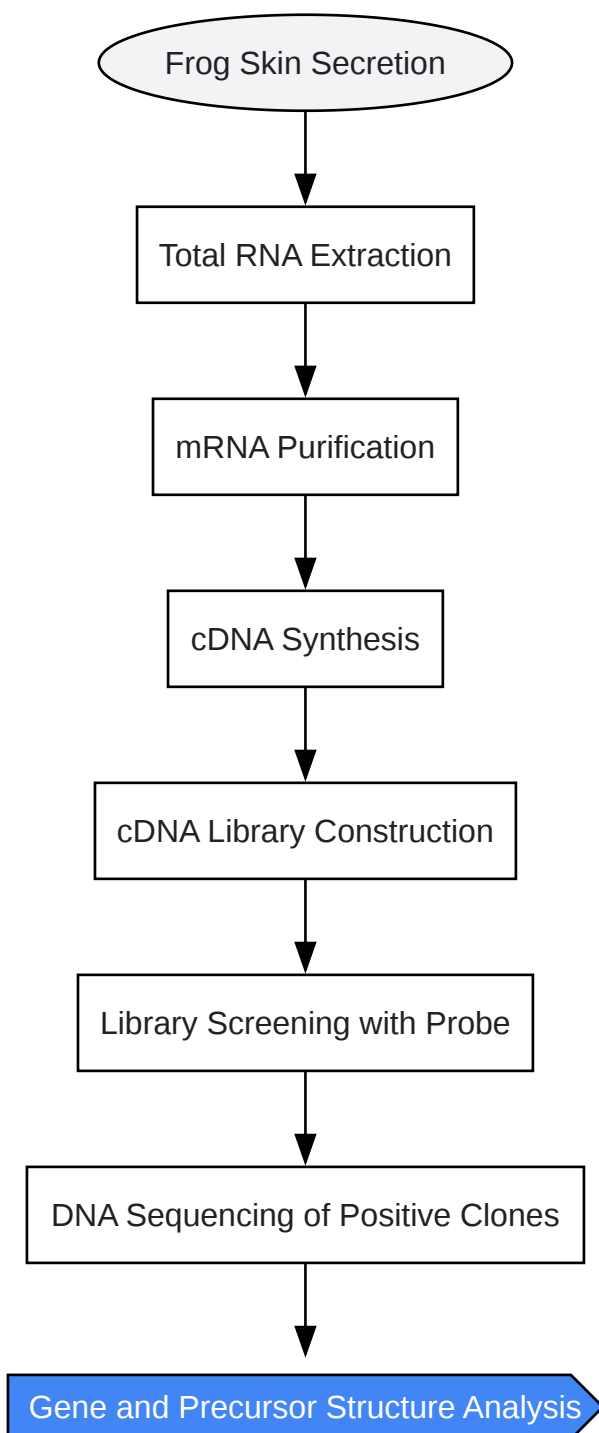 Frog Skin Secretion
Total RNA Extraction
mRNA Purification
cDNA Synthesis
cDNA Library Construction
Library Screening with Probe
DNA Sequencing of Positive Clones
Gene and Precursor Structure Analysis